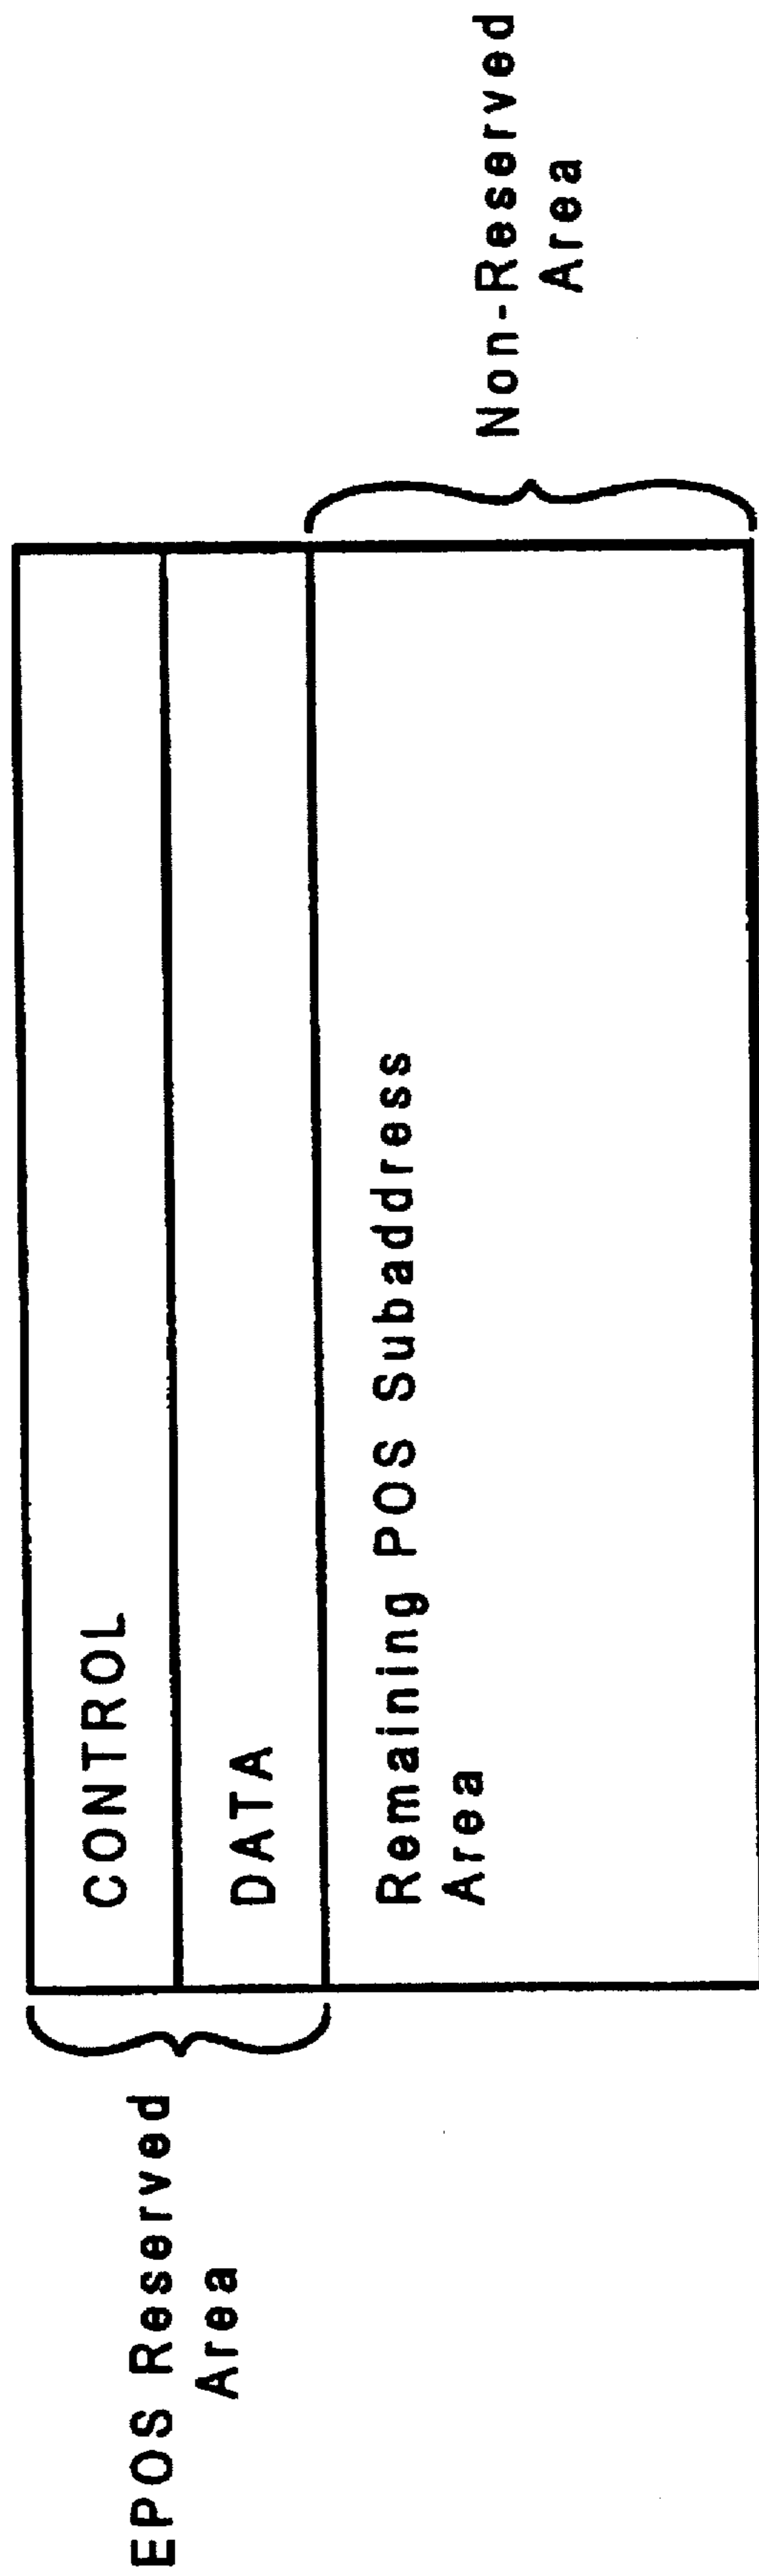 EPOS Reserved
Area
CONTROL
DATA
Remaining POS Subaddress
Area
Non-Reserved
Area